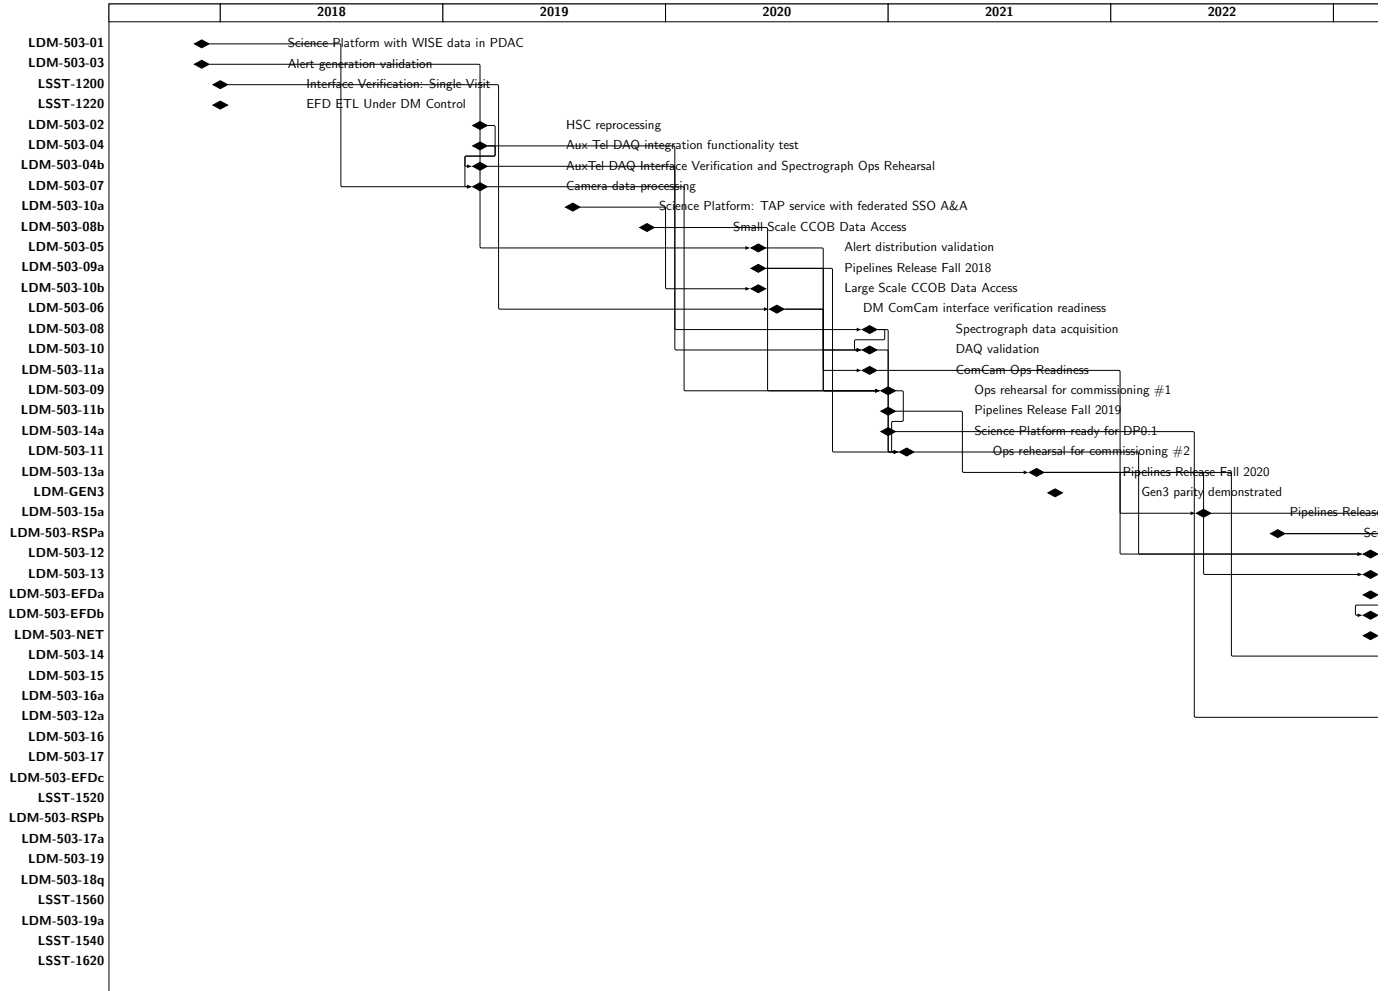 2018 2019 2020 2021 2022
LDM-503-01 Science Platform with WISE data in PDAC
LDM-503-03 Alert generation validation
LSST-1200 Interface Verification: Single Visit
LSST-1220 EFD ETL Under DM Control
LDM-503-02 HSC reprocessing
LDM-503-04 Aux Tel DAQ integration functionality test
LDM-503-04b AuxTel DAQ Interface Verification and Spectrograph Ops Rehearsal
LDM-503-07 Camera data processing
LDM-503-10a Science Platform: TAP service with federated SSO A&A
LDM-503-08b Small Scale CCOB Data Access
LDM-503-05 Alert distribution validation
LDM-503-09a Pipelines Release Fall 2018
LDM-503-10b Large Scale CCOB Data Access
LDM-503-06 DM ComCam interface verification readiness
LDM-503-08 Spectrograph data acquisition
LDM-503-10 DAQ validation
LDM-503-11a ComCam Ops Readiness
LDM-503-09 Ops rehearsal for commissioning #1
LDM-503-11b Pipelines Release Fall 2019
LDM-503-14a Science Platform ready for DP0.1
LDM-503-11 Ops rehearsal for commissioning #2
LDM-503-13a Pipelines Release Fall 2020
LDM-GEN3 Gen3 parity demonstrated
LDM-503-15a Pipelines Release
LDM-503-RSPa Sc
LDM-503-12
LDM-503-13
LDM-503-EFDa
LDM-503-EFDb
LDM-503-NET
LDM-503-14
LDM-503-15
LDM-503-16a
LDM-503-12a
LDM-503-16
LDM-503-17
LDM-503-EFDc
LSST-1520
LDM-503-RSPb
LDM-503-17a
LDM-503-19
LDM-503-18q
LSST-1560
LDM-503-19a
LSST-1540
LSST-1620